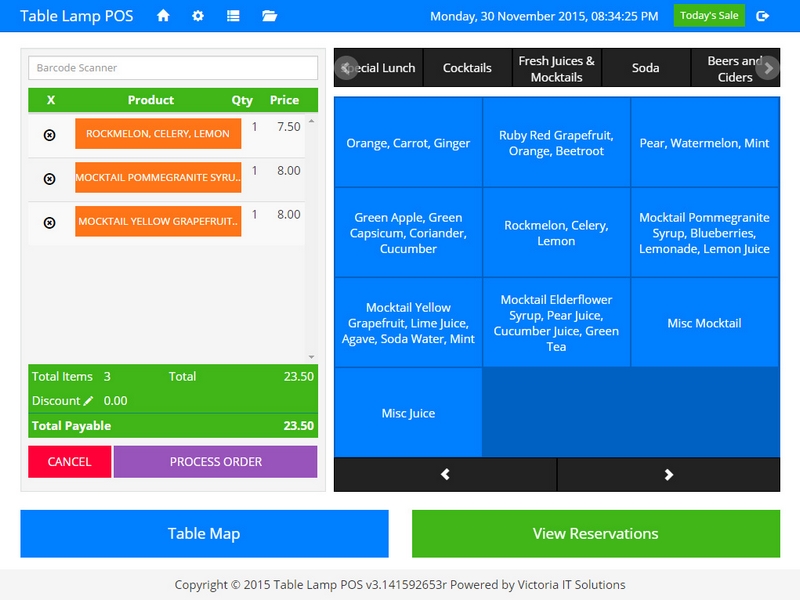 Table Lamp POS
Monday, 30 November 2015, 08:34:25 PM
Today's Sale
Barcode Scanner
X Product Qty Price
ROCKMELON, CELERY, LEMON 1 7.50
MOCKTAIL POMMEGRANITE SYRU.. 1 8.00
MOCKTAIL YELLOW GRAPEFRUIT.. 1 8.00
Total Items 3 Total 23.50
Discount 0.00
Total Payable 23.50
CANCEL
PROCESS ORDER
pecial Lunch
Cocktails
Fresh Juices &
Mocktails
Soda
Beers and
Ciders
Orange, Carrot, Ginger
Ruby Red Grapefruit,
Orange, Beetroot
Pear, Watermelon, Mint
Green Apple, Green
Capsicum, Coriander,
Cucumber
Rockmelon, Celery,
Lemon
Mocktail Pommegranite
Syrup, Blueberries,
Lemonade, Lemon Juice
Mocktail Yellow
Grapefruit, Lime Juice,
Agave, Soda Water, Mint
Mocktail Elderflower
Syrup, Pear Juice,
Cucumber Juice, Green
Tea
Misc Mocktail
Misc Juice
Table Map
View Reservations
Copyright © 2015 Table Lamp POS v3.141592653r Powered by Victoria IT Solutions